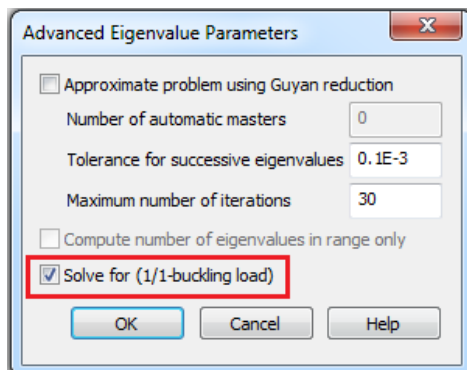 Advanced Eigenvalue Parameters
Approximate problem using Guyan reduction
Number of automatic masters 0
Tolerance for successive eigenvalues 0.1E-3
Maximum number of iterations 30
Compute number of eigenvalues in range only
Solve for (1/1-buckling load)
OK Cancel Help